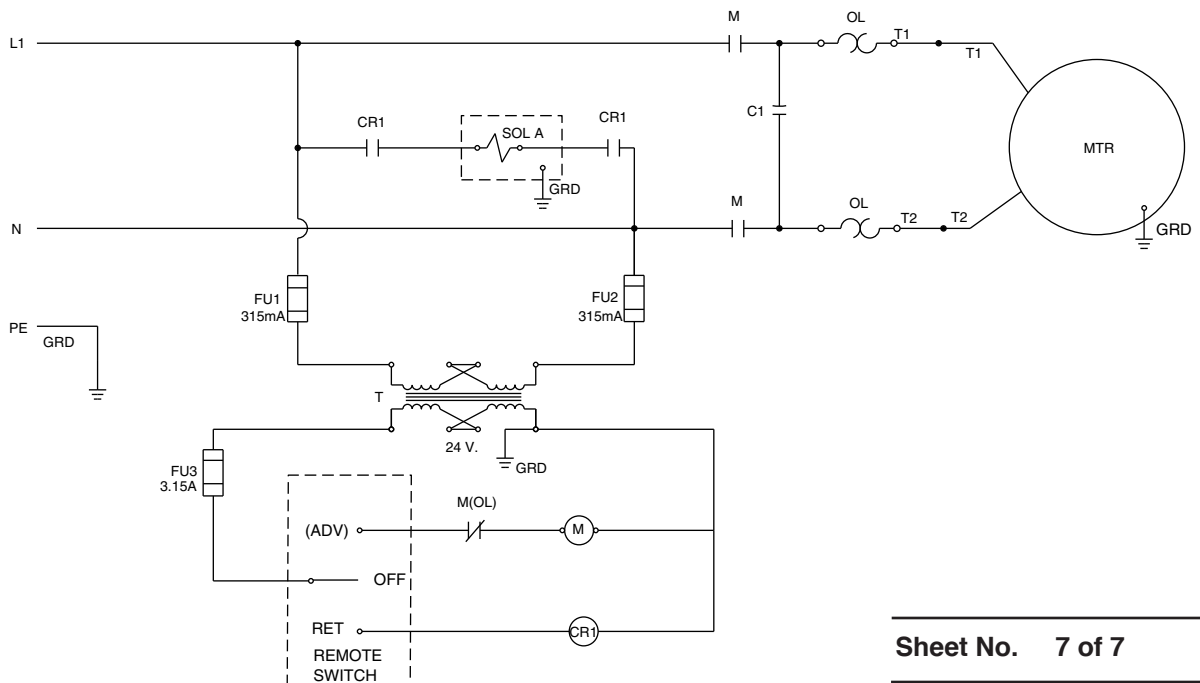 M
OL
L1
T1
T1
CR1
SOL A
CR1
C1
MTR
GRD
N
M
OL
T2
T2
GRD
FU1
315mA
FU2
315mA
PE
GRD
T
24 V.
GRD
FU3
3.15A
M(OL)
(ADV)
M
OFF
RET
CR1
REMOTE
SWITCH
Sheet No. 7 of 7